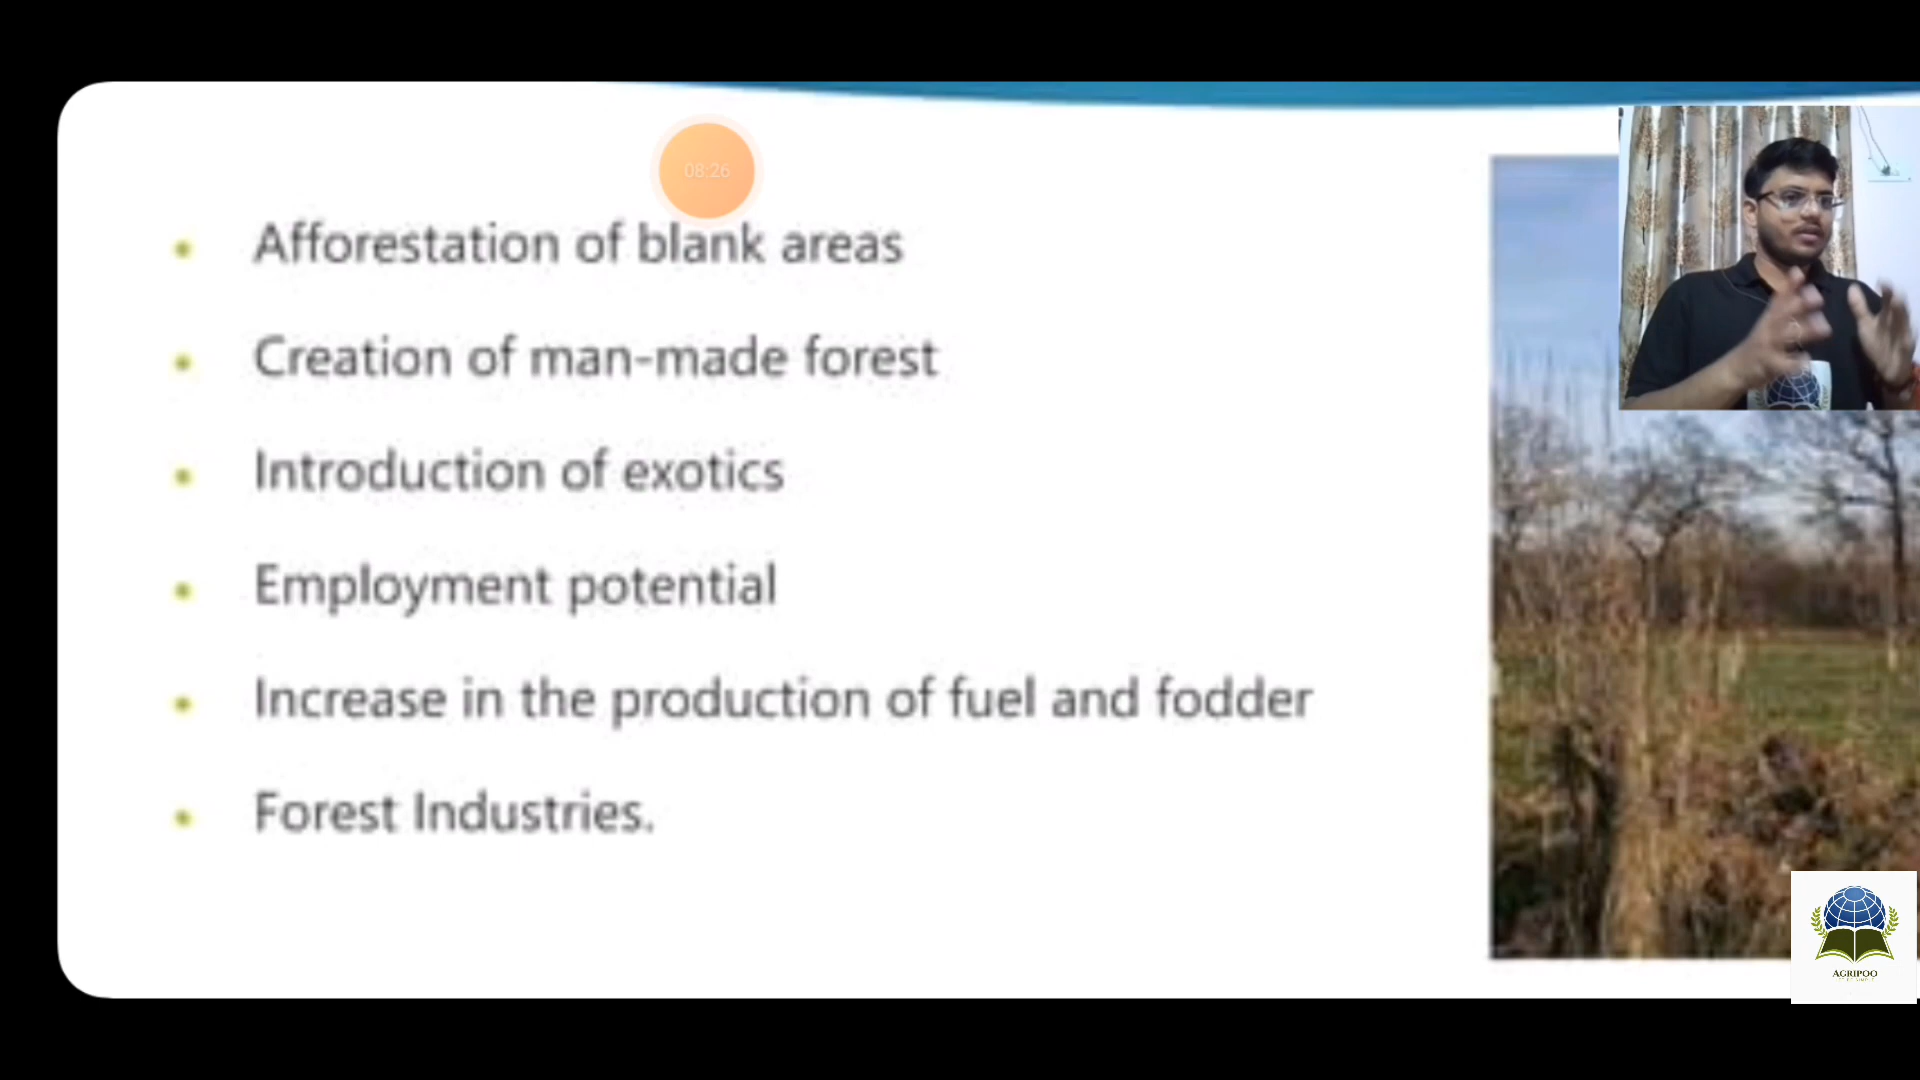 08:26
Afforestation of blank areas
Creation of man-made forest
Introduction of exotics
Employment potential
Increase in the production of fuel and fodder
Forest Industries.
AGRIPOO